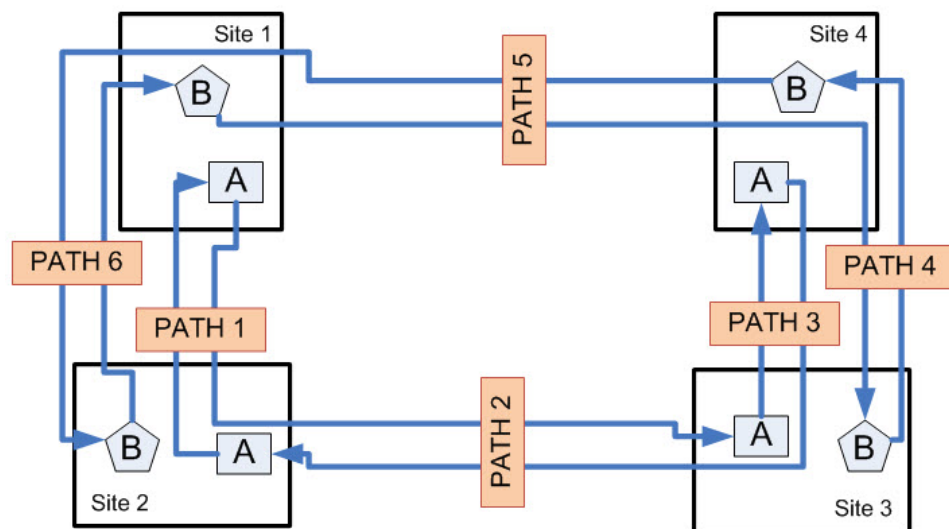 Site 1
Site 4
B
PATH 5
B
A
A
PATH 6
PATH 4
PATH 1
PATH 3
PATH 2
B
A
A
B
Site 2
Site 3